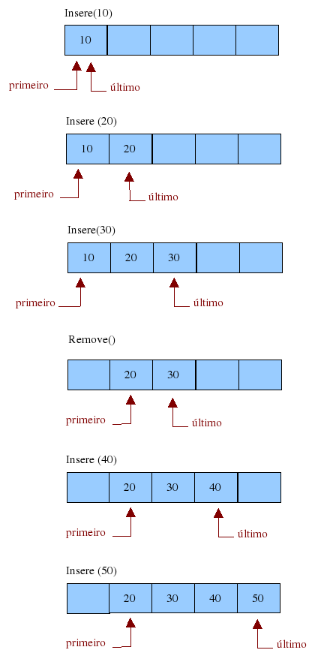 Insere(10)
10
primeiro último
Insere (20)
10 20
primeiro último
Insere(30)
10 20 30
primeiro último
Remove()
20 30
primeiro último
Insere (40)
20 30 40
primeiro último
Insere (50)
20 30 40 50
primeiro último